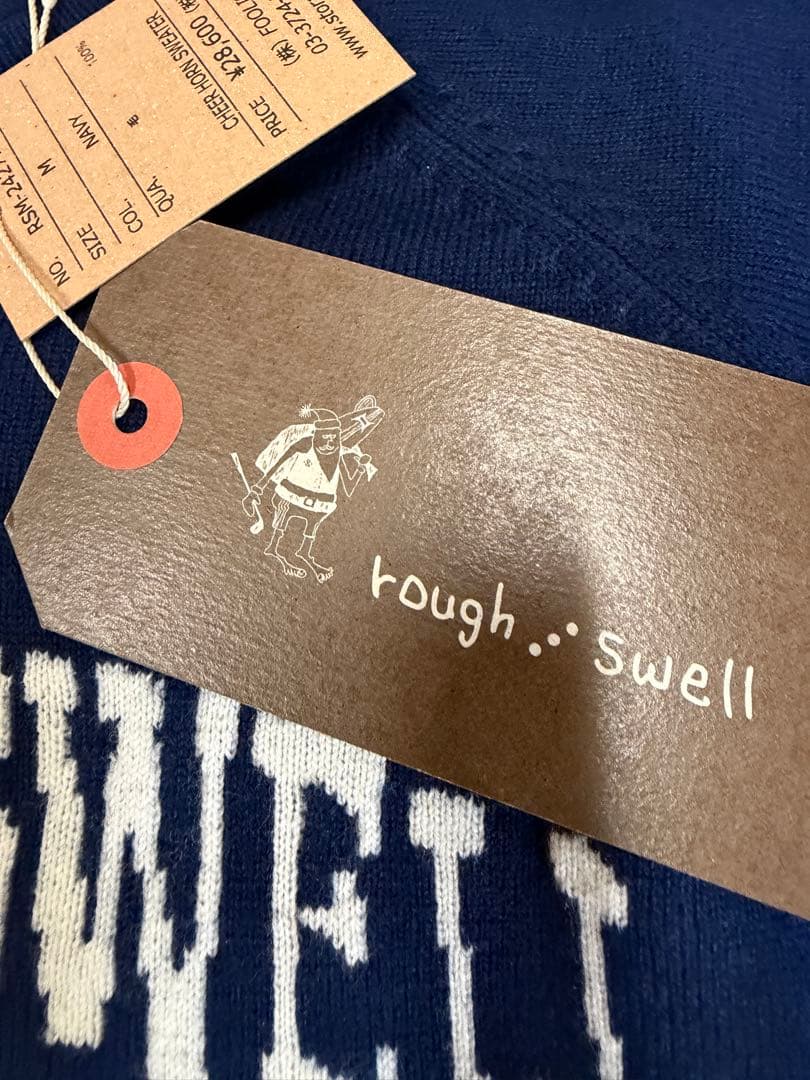 NO. RSM-242
SIZE M
COL. NAVY
QUA. 毛 100%
CHEER HORN SWEATER
PRICE ¥28,600
(株) FOOL
03-3724-
www.stor
rough swell
SWELL